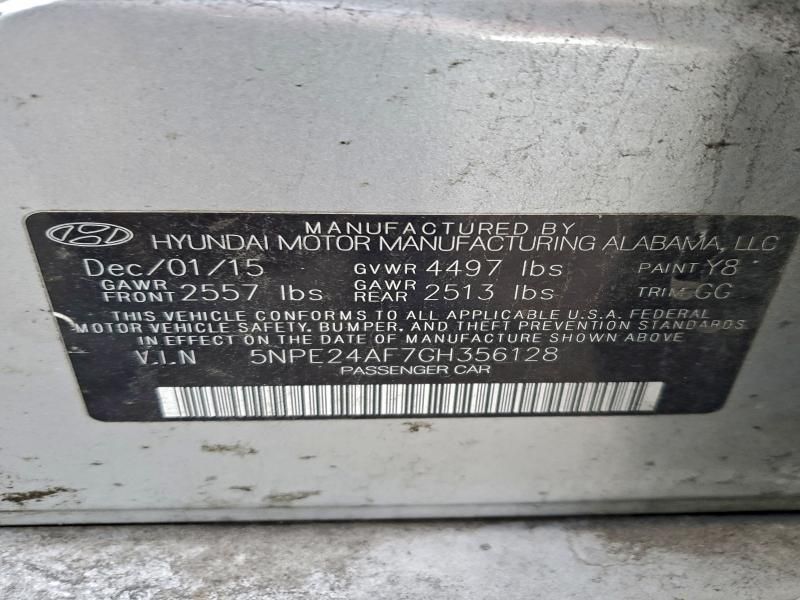 MANUFACTURED BY
HYUNDAI MOTOR MANUFACTURING ALABAMA, LLC
Dec/01/15 GVWR 4497 lbs PAINT Y8
GAWR FRONT 2557 lbs GAWR REAR 2513 lbs TRIM GG
THIS VEHICLE CONFORMS TO ALL APPLICABLE U.S.A. FEDERAL
MOTOR VEHICLE SAFETY, BUMPER, AND THEFT PREVENTION STANDARDS
IN EFFECT ON THE DATE OF MANUFACTURE SHOWN ABOVE.
V.I.N 5NPE24AF7GH356128
PASSENGER CAR